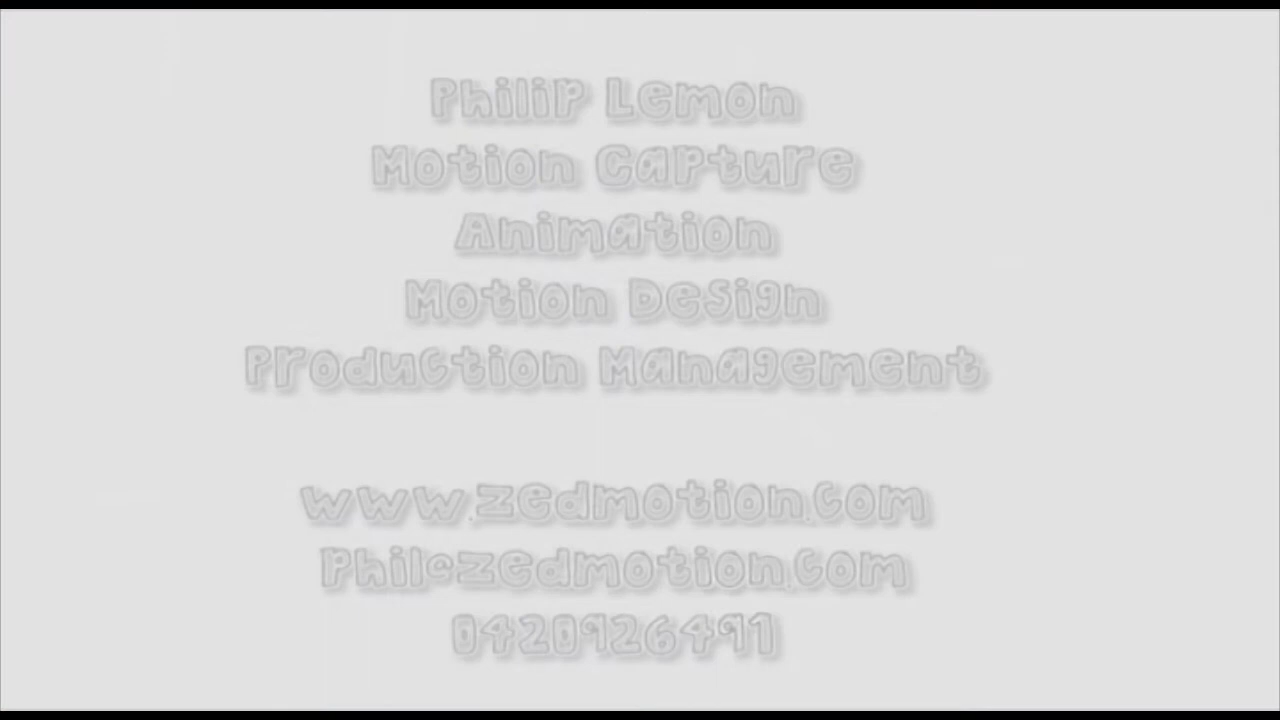 Philip Lemon
Motion Capture
Animation
Motion Design
Production Management
www.zedmotion.com
Phil@zedmotion.com
0420926491